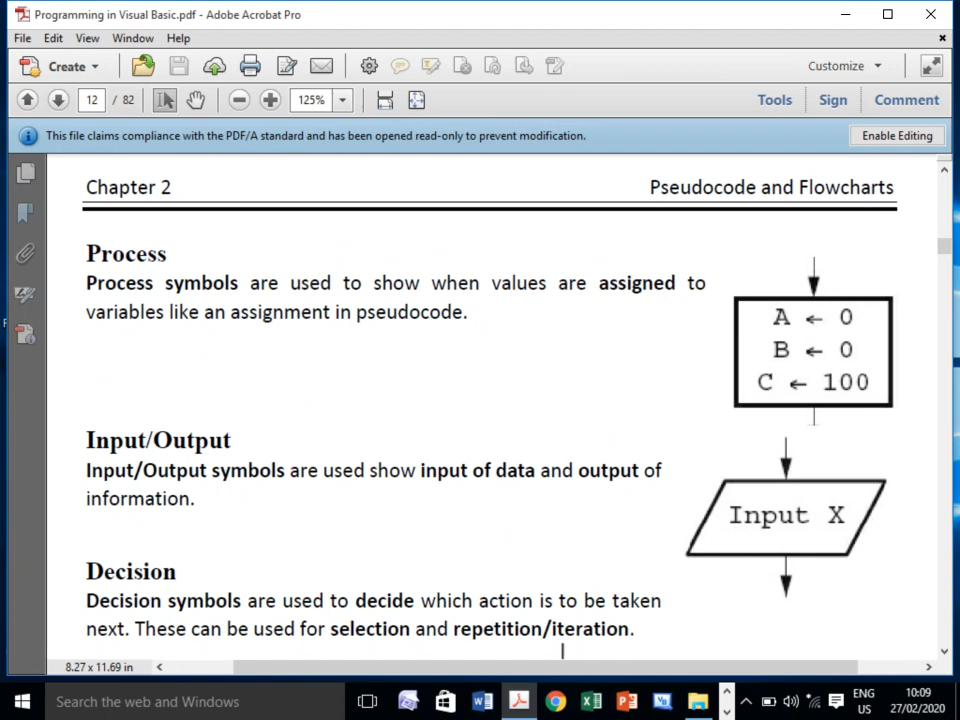 Programming in Visual Basic.pdf - Adobe Acrobat Pro
File Edit View Window Help
Create
Customize
12 / 82
125%
Tools Sign Comment
This file claims compliance with the PDF/A standard and has been opened read-only to prevent modification.
Enable Editing
Chapter 2 Pseudocode and Flowcharts
Process
Process symbols are used to show when values are assigned to
variables like an assignment in pseudocode.
A ← 0
B ← 0
C ← 100
Input/Output
Input/Output symbols are used show input of data and output of
information.
Input X
Decision
Decision symbols are used to decide which action is to be taken
next. These can be used for selection and repetition/iteration.
8.27 x 11.69 in
Search the web and Windows
ENG
US
10:09
27/02/2020